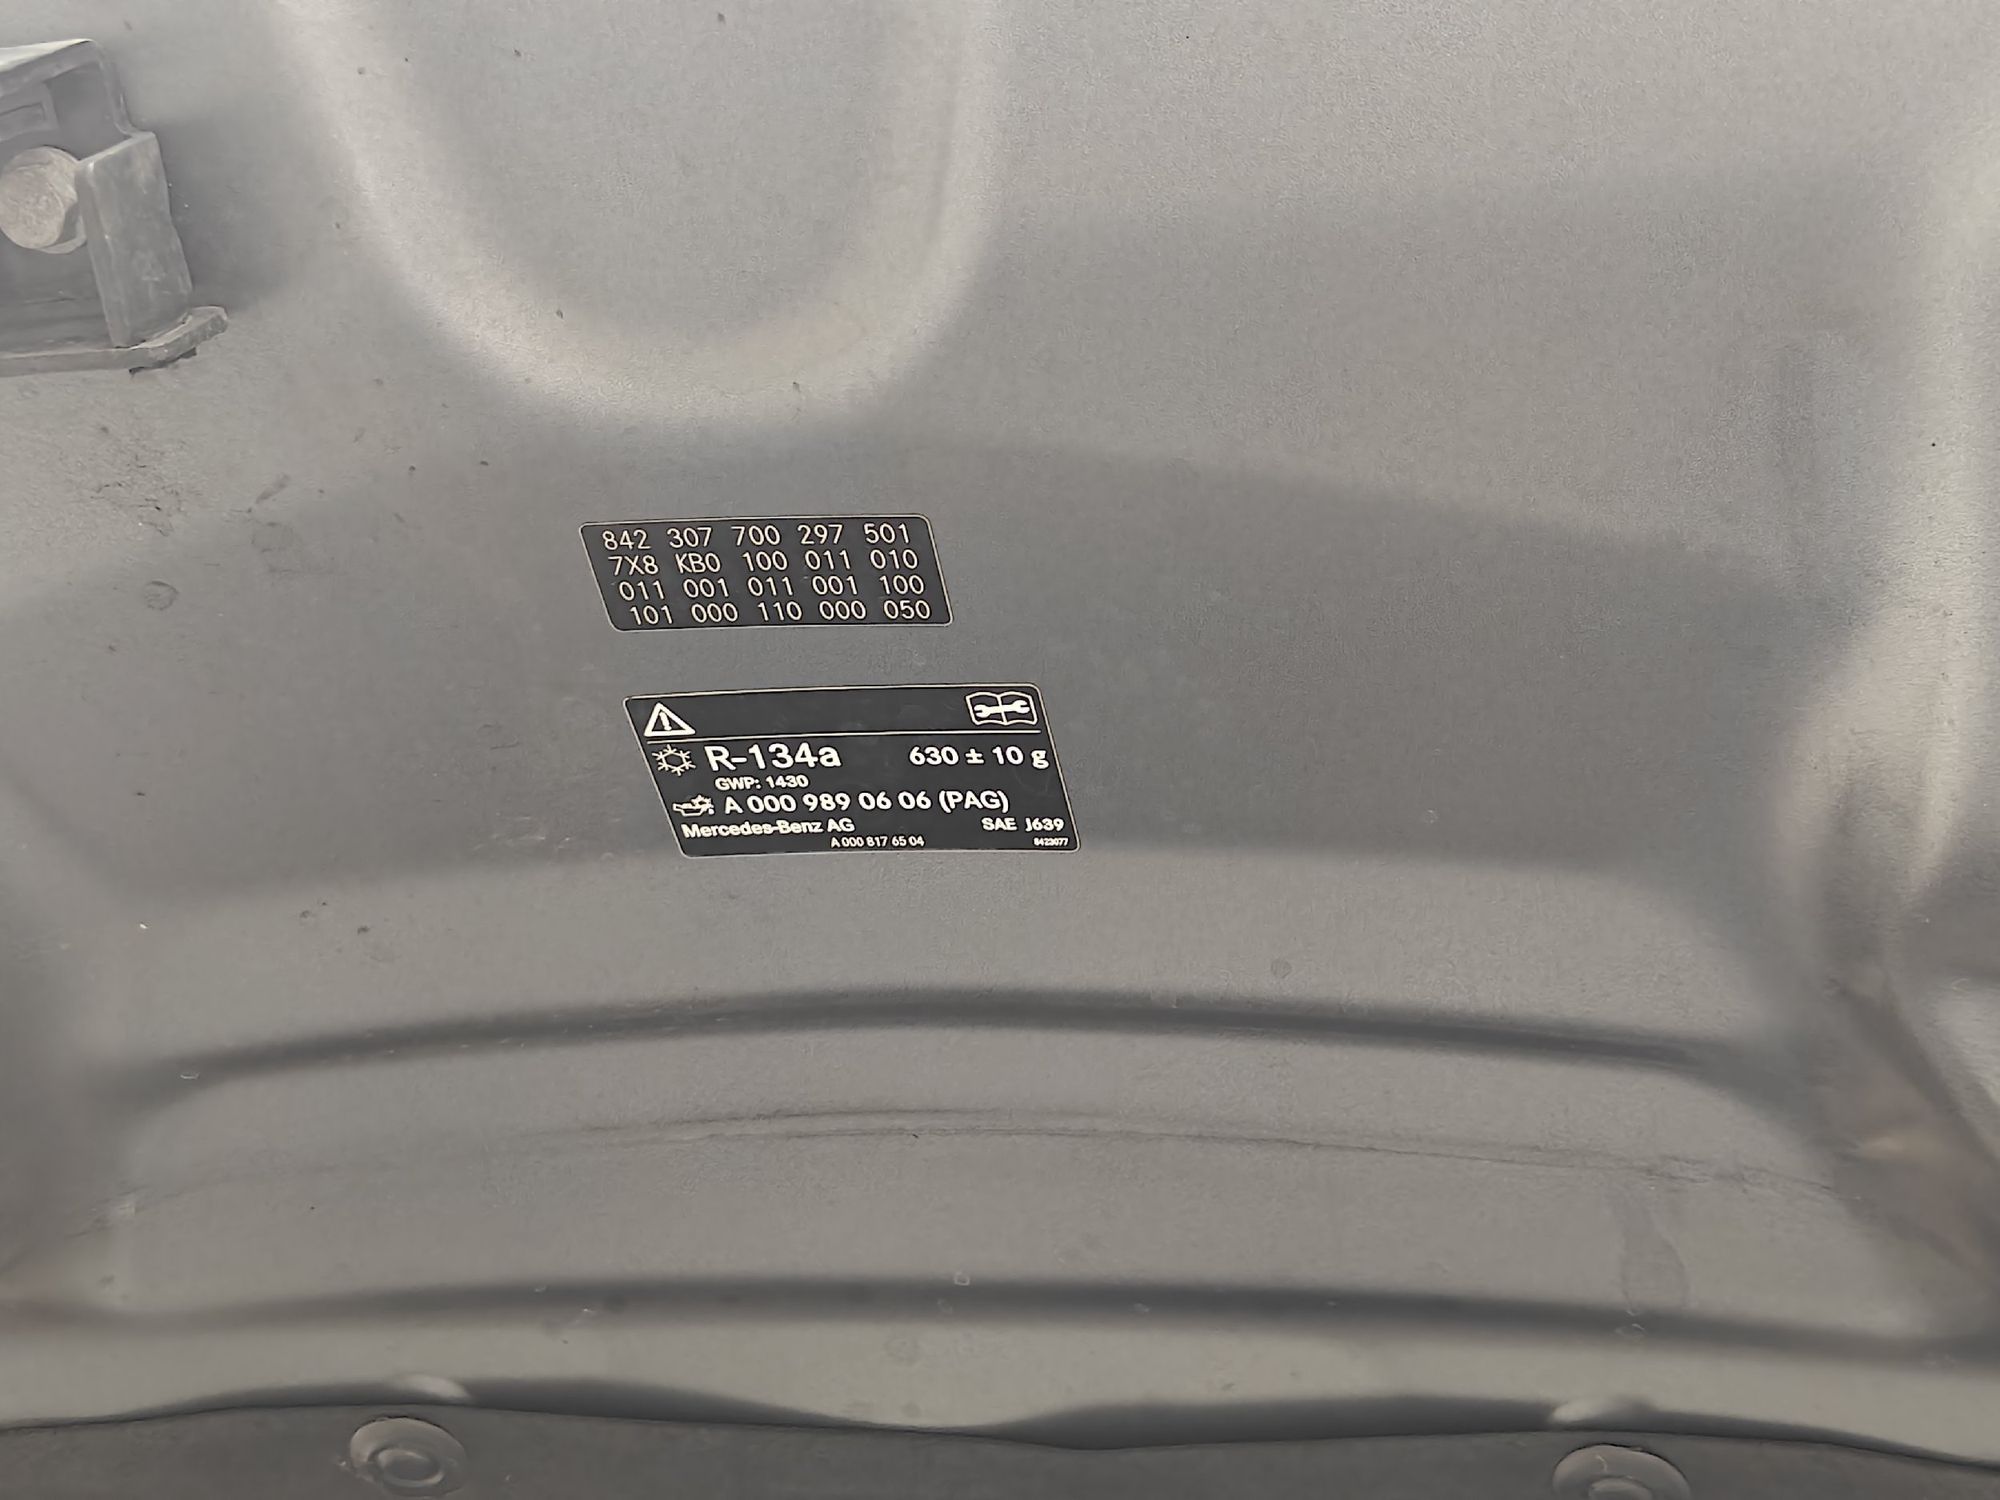 842 307 700 297 501
7X8 KB0 100 011 010
011 001 011 001 100
101 000 110 000 050
R-134a 630 ± 10 g
GWP: 1430
A 000 989 06 06 (PAG)
Mercedes-Benz AG SAE J639
A 000 817 65 04 8423077